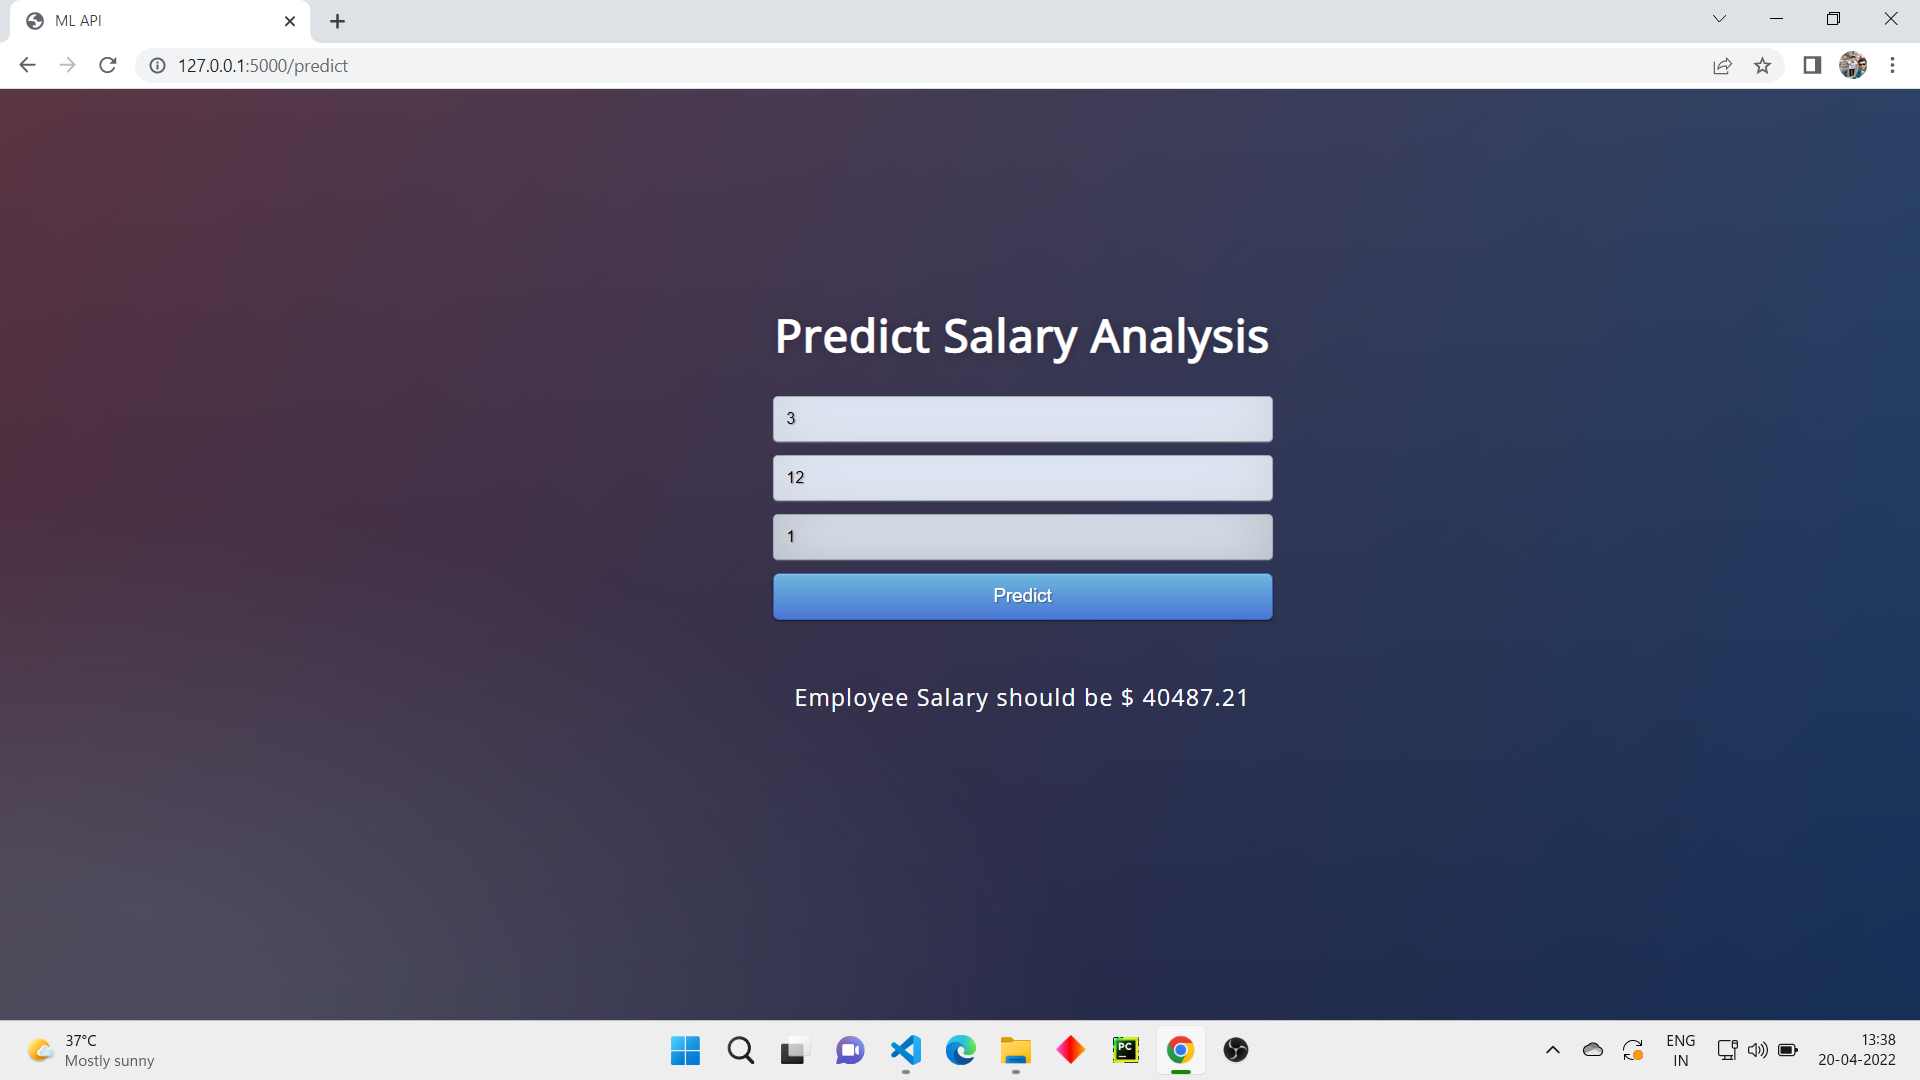 ML API
127.0.0.1:5000/predict
Predict Salary Analysis
3
12
1
Predict
Employee Salary should be $ 40487.21
37°C
Mostly sunny
PC
ENG
IN
13:38
20-04-2022